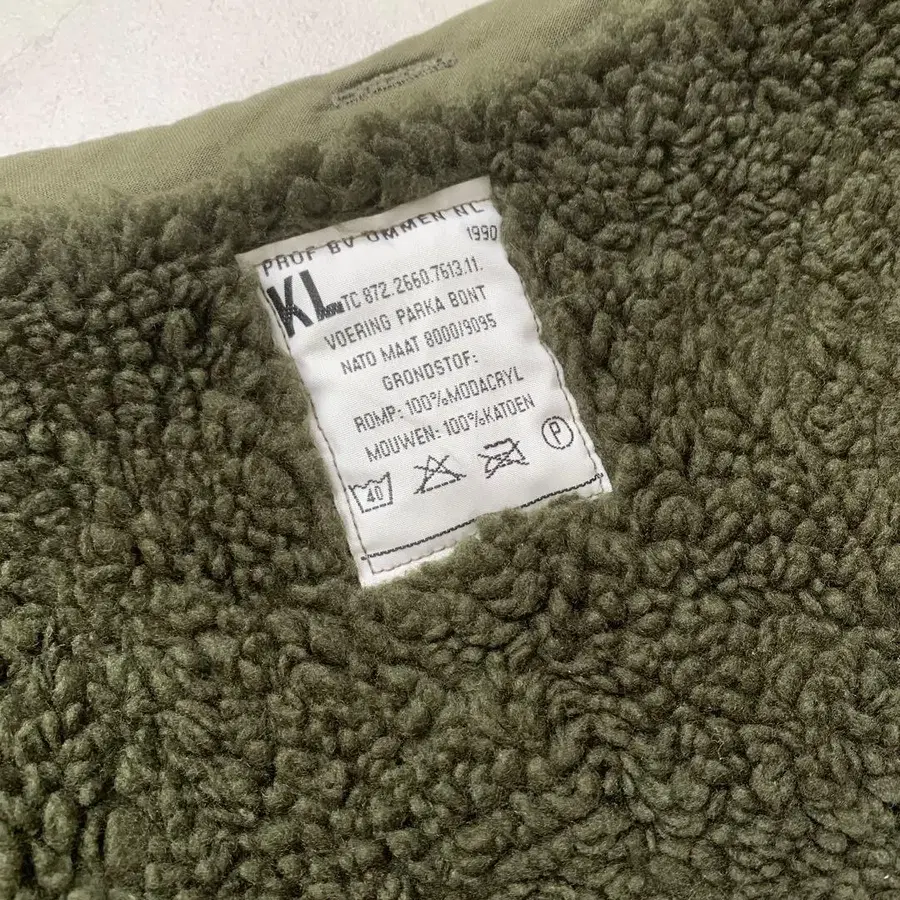 PROF BV OMMEN NL
1990
KL TC 872.2660.7613.11.
VOERING PARKA BONT
NATO MAAT 8000/9095
GRONDSTOF:
ROMP: 100%MODACRYL
MOUWEN: 100%KATOEN
40 P